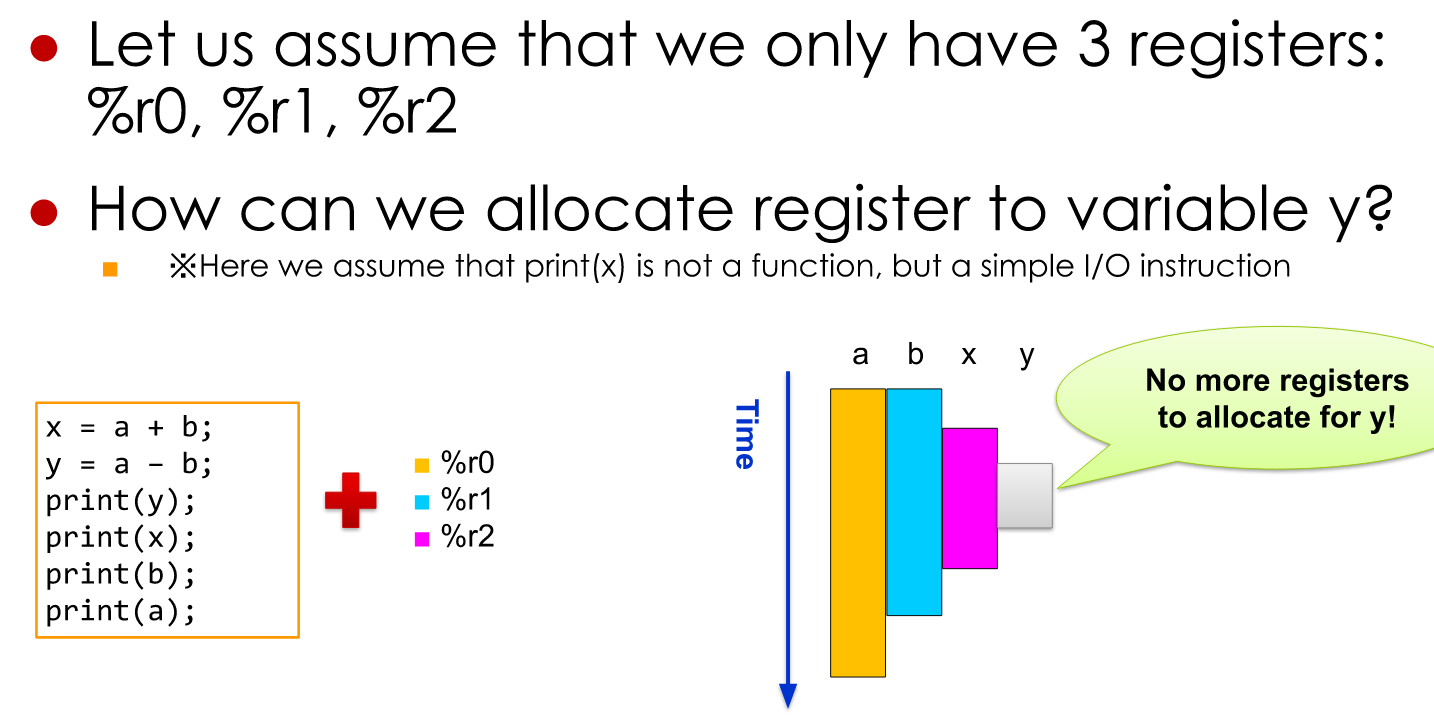 Let us assume that we only have 3 registers:
%r0, %r1, %r2
How can we allocate register to variable y?
※Here we assume that print(x) is not a function, but a simple I/O instruction
x = a + b;
y = a – b;
print(y);
print(x);
print(b);
print(a);
%r0
%r1
%r2
Time
a b x y
No more registers
to allocate for y!